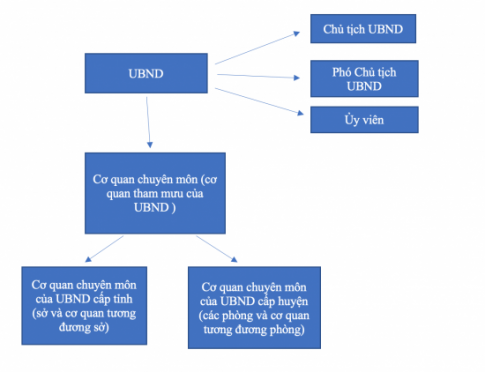 Chủ tịch UBND
UBND
Phó Chủ tịch
UBND
Ủy viên
Cơ quan chuyên môn (cơ
quan tham mưu của
UBND )
Cơ quan chuyên môn
của UBND cấp tỉnh
(sở và cơ quan tương
đương sở)
Cơ quan chuyên môn
của UBND cấp huyện
(các phòng và cơ quan
tương đương phòng)